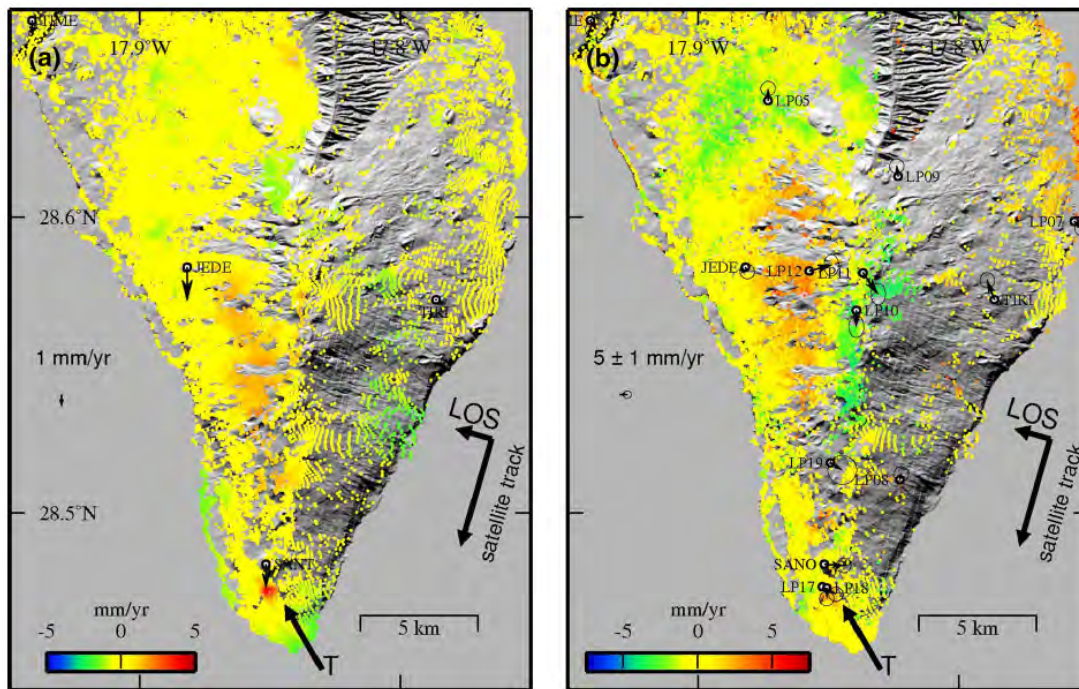 (a)
TIME
17.9°W
17.8°W
28.6°N
JEDE
TIRI
1 mm/yr
LOS
satellite track
28.5°N
SANT
mm/yr
-5 0 5
5 km
T
(b)
17.9°W
17.8°W
LP05
LP09
LP07
JEDE
LP12
LP11
LP10
TIRI
5 ± 1 mm/yr
LOS
satellite track
LP19
LP08
SANO
LP17
LP18
mm/yr
-5 0 5
5 km
T